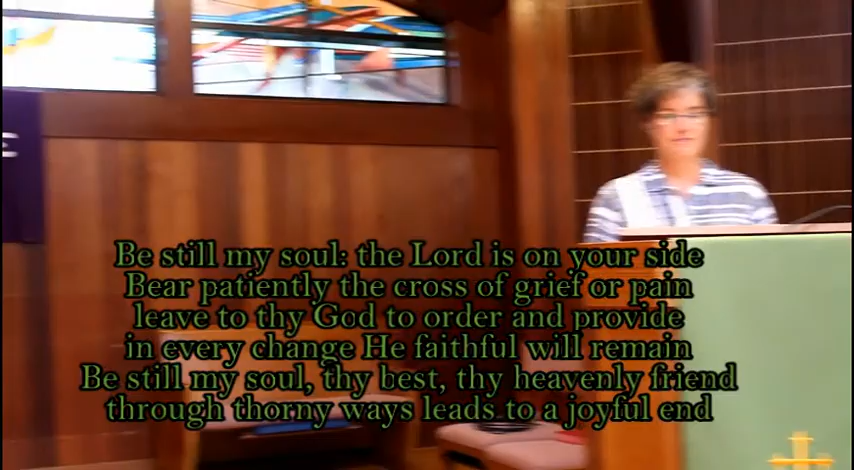 E
Be still my soul: the Lord is on your side
Bear patiently the cross of grief or pain
leave to thy God to order and provide
in every change He faithful will remain
Be still my soul, thy best, thy heavenly friend
through thorny ways leads to a joyful end